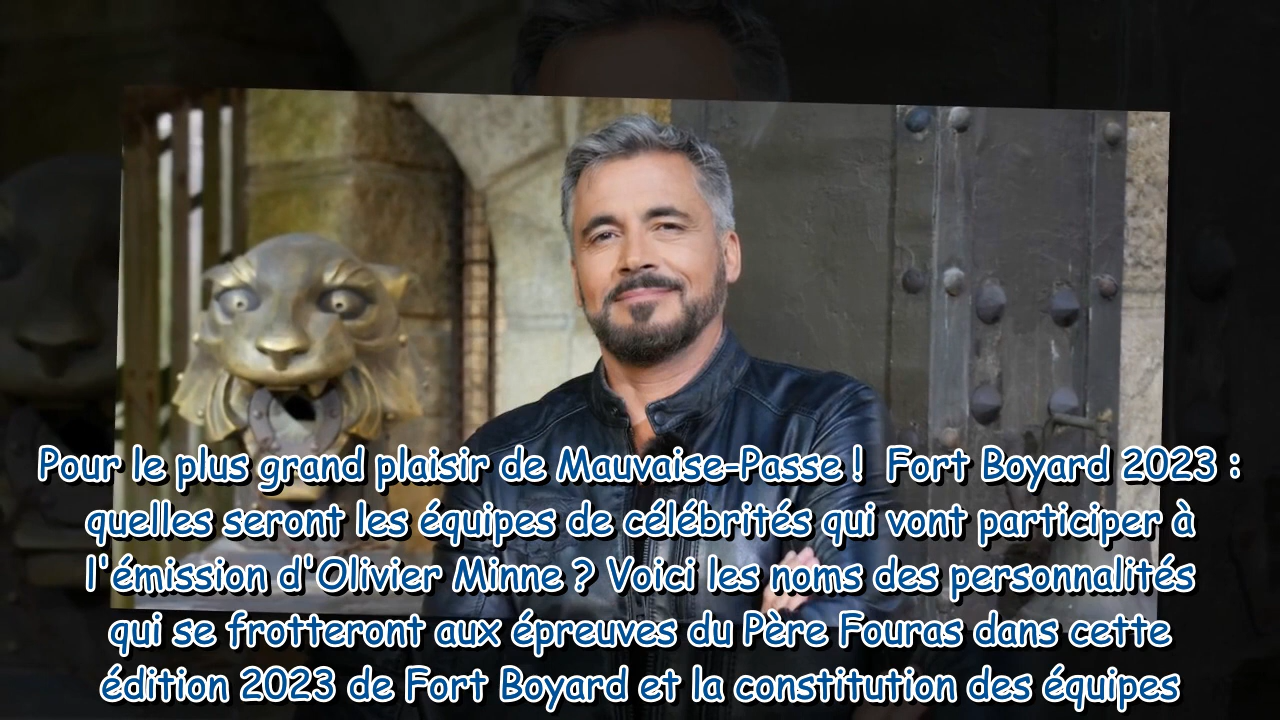 Pour le plus grand plaisir de Mauvaise-Passe !  Fort Boyard 2023 :
quelles seront les équipes de célébrités qui vont participer à
l'émission d'Olivier Minne ? Voici les noms des personnalités
qui se frotteront aux épreuves du Père Fouras dans cette
édition 2023 de Fort Boyard et la constitution des équipes